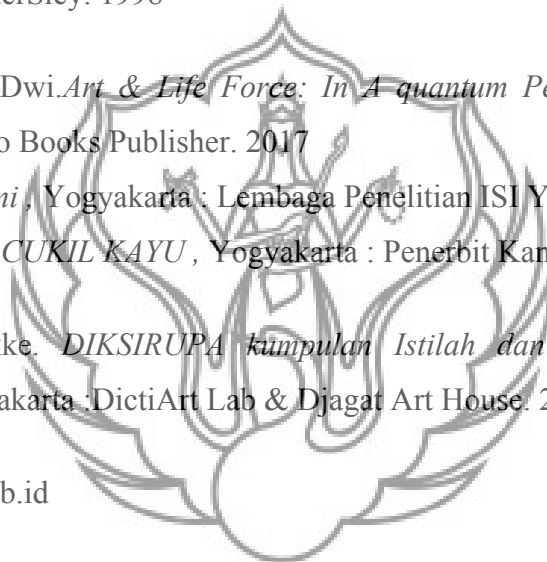 Dwi.Art & Life Force: In A quantum Pe
o Books Publisher. 2017
ni , Yogyakarta : Lembaga Penelitian ISI Y
CUKIL KAYU , Yogyakarta : Penerbit Kan
ke. DIKSIRUPA kumpulan Istilah dan
akarta :DictiArt Lab & Djagat Art House. 2
b.id